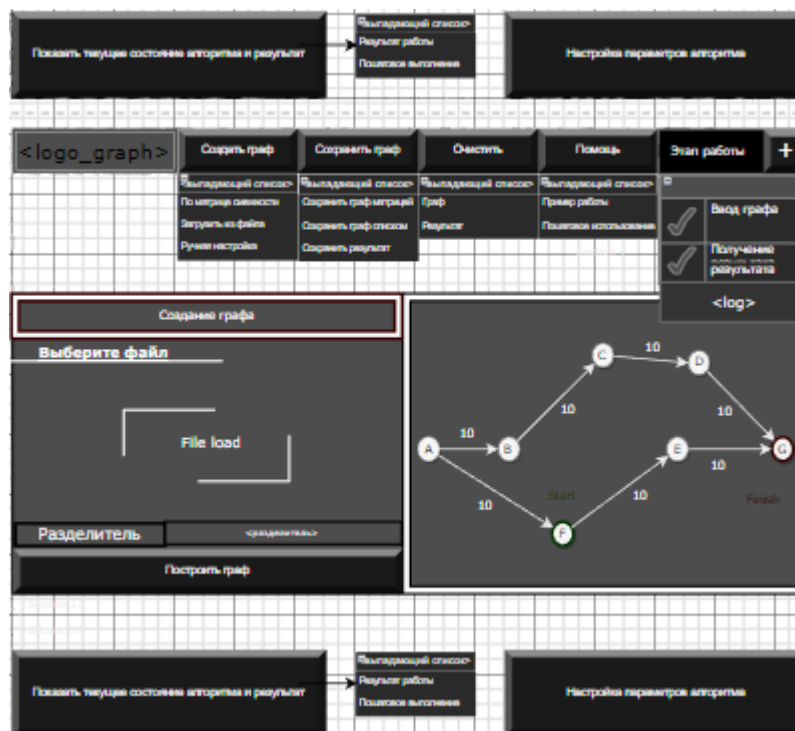 <выпадающий список>
Показать текущее состояние алгоритма и результат
Результат работы
Пошаговое выполнение
Настройка параметров алгоритма
<logo_graph>
Создать граф
Сохранить граф
Очистить
Помощь
Этап работы
+
<выпадающий список>
<выпадающий список>
<выпадающий список>
<выпадающий список>
По матрице смежности
Сохранить граф матрицей
Граф
Пример работы
Загрузить из файла
Сохранить граф списком
Результат
Пошаговое использование
Ручная настройка
Сохранить результат
Ввод графа
Получение
результата
<log>
Создание графа
Выберите файл
File load
Разделитель
<разделитель>
Построить граф
C
10
D
10
10
10
A
B
E
G
10
10
Start
10
Finish
F
<выпадающий список>
Показать текущее состояние алгоритма и результат
Результат работы
Пошаговое выполнение
Настройка параметров алгоритма